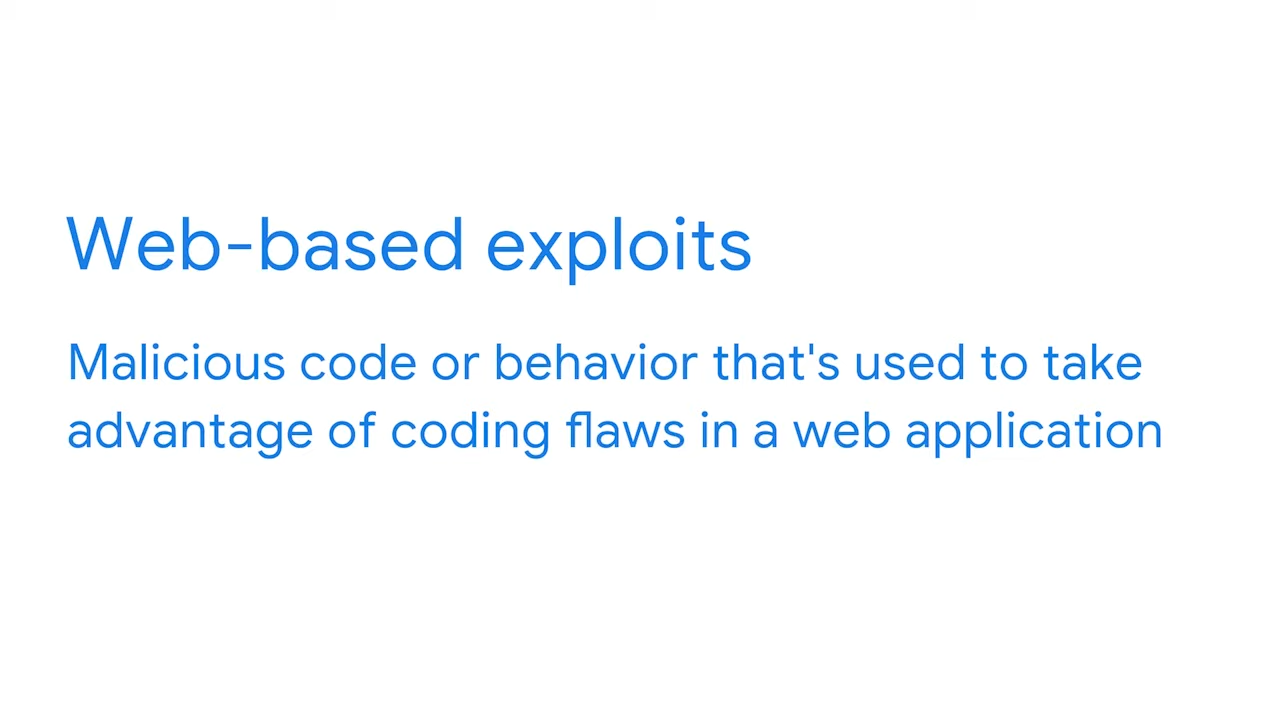 Web-based exploits
Malicious code or behavior that's used to take
advantage of coding flaws in a web application